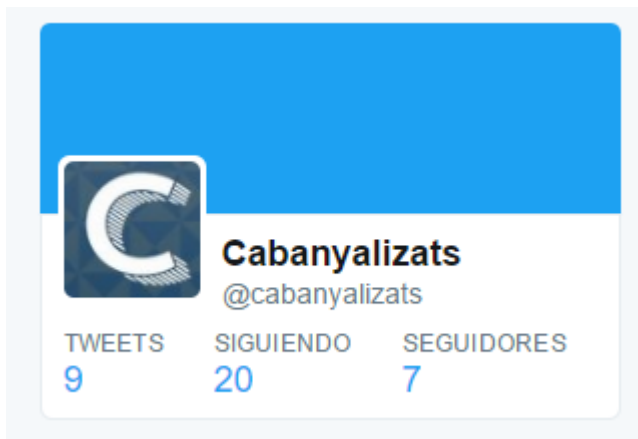 C
Cabanyalizats
@cabanyalizats
TWEETS SIGUIENDO SEGUIDORES
9 20 7